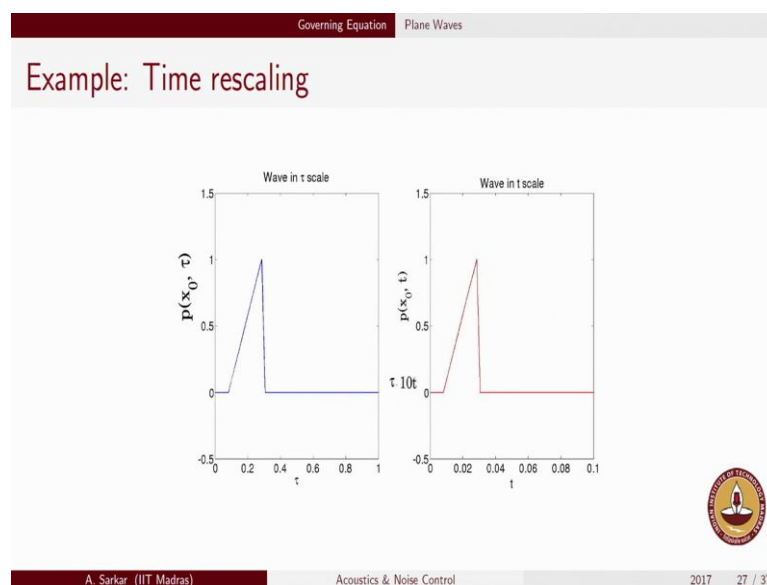 Governing Equation Plane Waves
Example: Time rescaling
Wave in τ scale
1.5
1
0.5
0
-0.5
p(x₀, τ)
0 0.2 0.4 0.6 0.8 1
τ
Wave in t scale
1.5
1
0.5
0
-0.5
p(x₀, t)
τ 10t
0 0.02 0.04 0.06 0.08 0.1
t
A. Sarkar (IIT Madras) Acoustics & Noise Control 2017 27 / 3